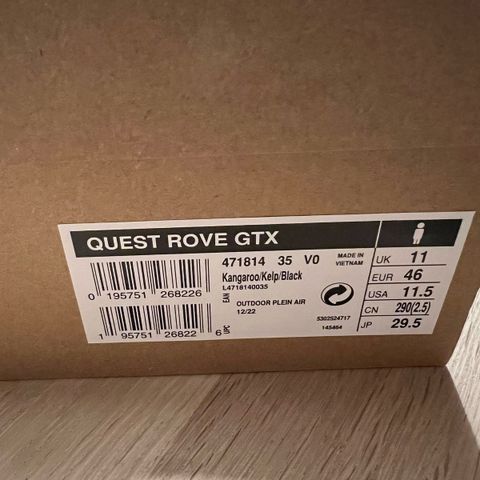 QUEST ROVE GTX
471814 35 V0
MADE IN
VIETNAM
Kangaroo/Kelp/Black
L4718140035
0 195751 268226
EAN
OUTDOOR PLEIN AIR
12/22
1 95751 26822 6
UPC
5302524717
145464
UK 11
EUR 46
USA 11.5
CN 290(2.5)
JP 29.5